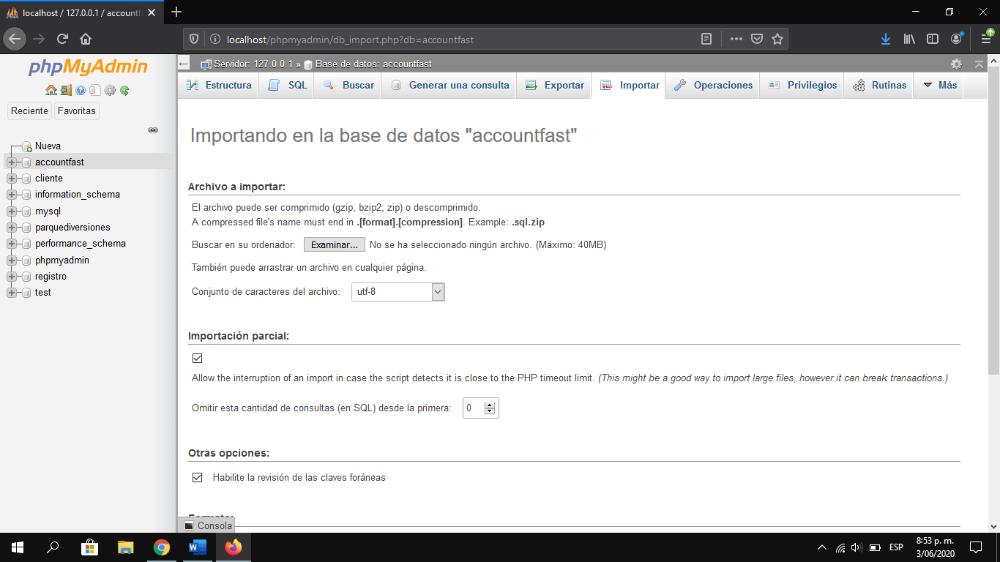 localhost / 127.0.0.1 / accountf
localhost/phpmyadmin/db_import.php?db=accountfast
phpMyAdmin
Reciente
Favoritas
Nueva
accountfast
cliente
information_schema
mysql
parquediversiones
performance_schema
phpmyadmin
registro
test
Servidor: 127.0.0.1 » Base de datos: accountfast
Estructura SQL Buscar Generar una consulta Exportar Importar Operaciones Privilegios Rutinas Más
Importando en la base de datos "accountfast"
Archivo a importar:
El archivo puede ser comprimido (gzip, bzip2, zip) o descomprimido.
A compressed file's name must end in .[format].[compression]. Example: .sql.zip
Buscar en su ordenador: Examinar... No se ha seleccionado ningún archivo. (Máximo: 40MB)
También puede arrastrar un archivo en cualquier página.
Conjunto de caracteres del archivo: utf-8
Importación parcial:
Allow the interruption of an import in case the script detects it is close to the PHP timeout limit. (This might be a good way to import large files, however it can break transactions.)
Omitir esta cantidad de consultas (en SQL) desde la primera: 0
Otras opciones:
Habilite la revisión de las claves foráneas
Consola
ESP
8:53 p. m.
3/06/2020